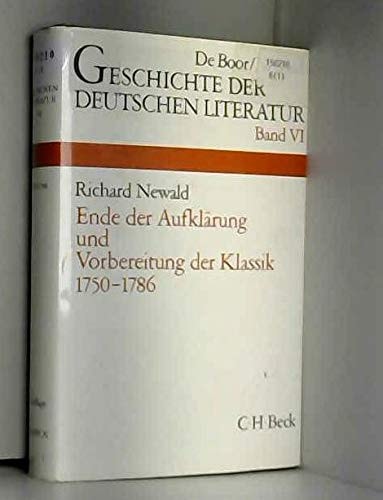 De Boor/
GESCHICHTE DER
DEUTSCHEN LITERATUR
Band VI
Richard Newald
Ende der Aufklärung
und
Vorbereitung der Klassik
1750-1786
C H Beck